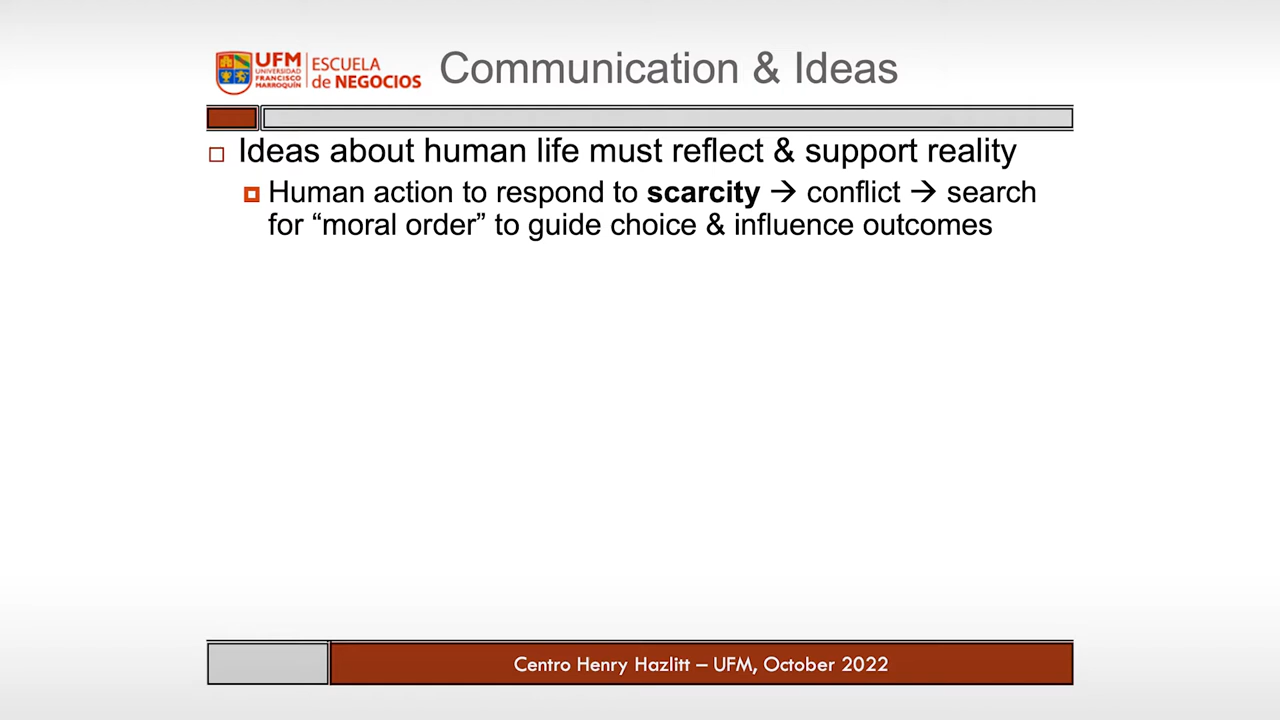 UFM
UNIVERSIDAD
FRANCISCO
MARROQUÍN
ESCUELA
de NEGOCIOS
Communication & Ideas
Ideas about human life must reflect & support reality
Human action to respond to scarcity → conflict → search
for “moral order” to guide choice & influence outcomes
Centro Henry Hazlitt – UFM, October 2022